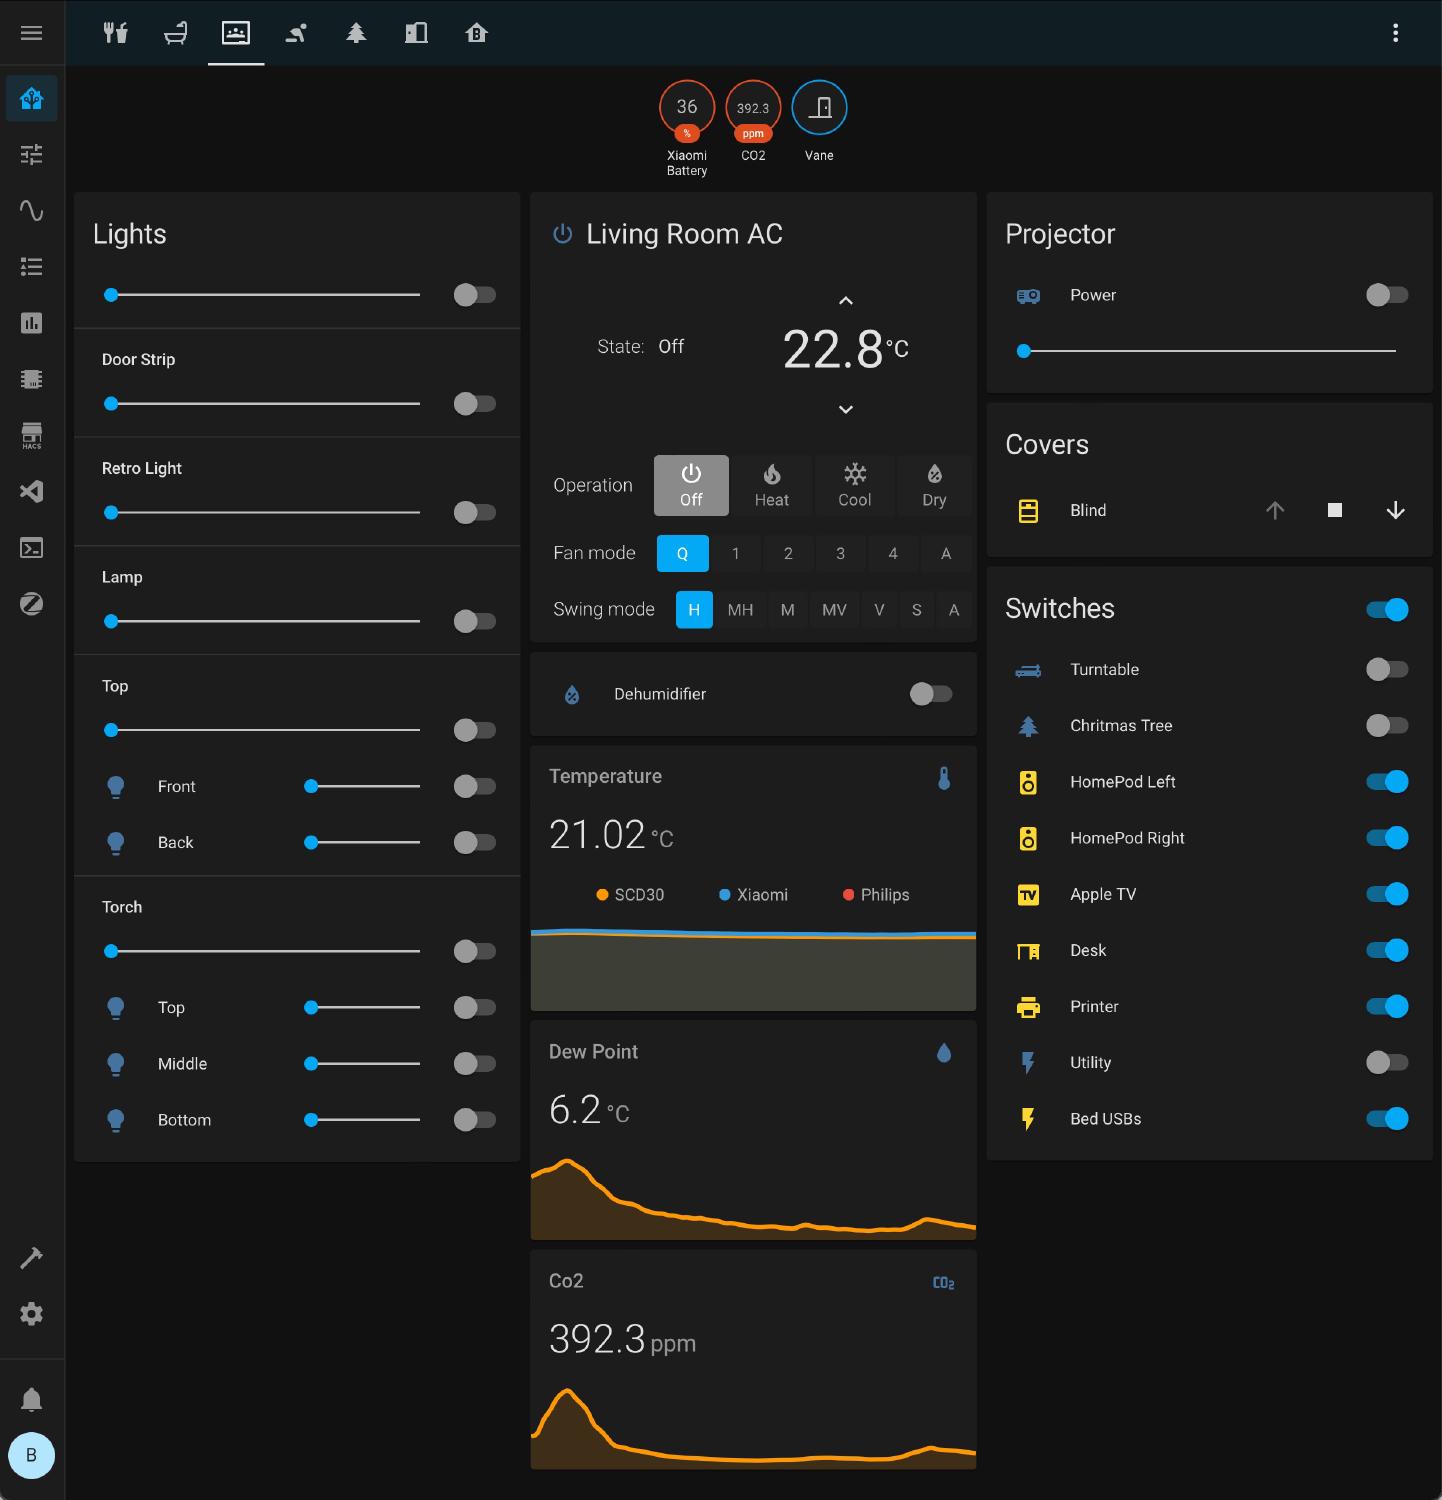 36
%
Xiaomi
Battery
392.3
ppm
CO2
Vane
HACS
B
Lights
Door Strip
Retro Light
Lamp
Top
Front
Back
Torch
Top
Middle
Bottom
Living Room AC
State: Off
22.8 °C
Operation Off Heat Cool Dry
Fan mode Q 1 2 3 4 A
Swing mode H MH M MV V S A
Dehumidifier
Temperature
21.02 °C
SCD30 Xiaomi Philips
Dew Point
6.2 °C
Co2
CO2
392.3 ppm
Projector
Power
Covers
Blind
Switches
Turntable
Chritmas Tree
HomePod Left
HomePod Right
TV Apple TV
Desk
Printer
Utility
Bed USBs
B